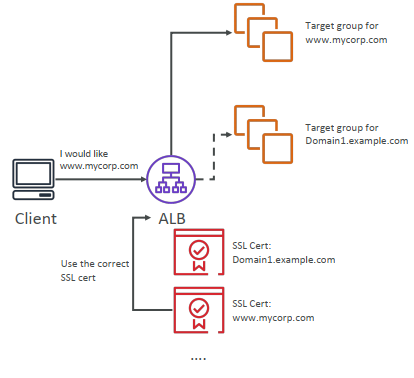 Target group for
www.mycorp.com
Target group for
Domain1.example.com
I would like
www.mycorp.com
Client
ALB
SSL Cert:
Domain1.example.com
Use the correct
SSL cert
SSL Cert:
www.mycorp.com
....